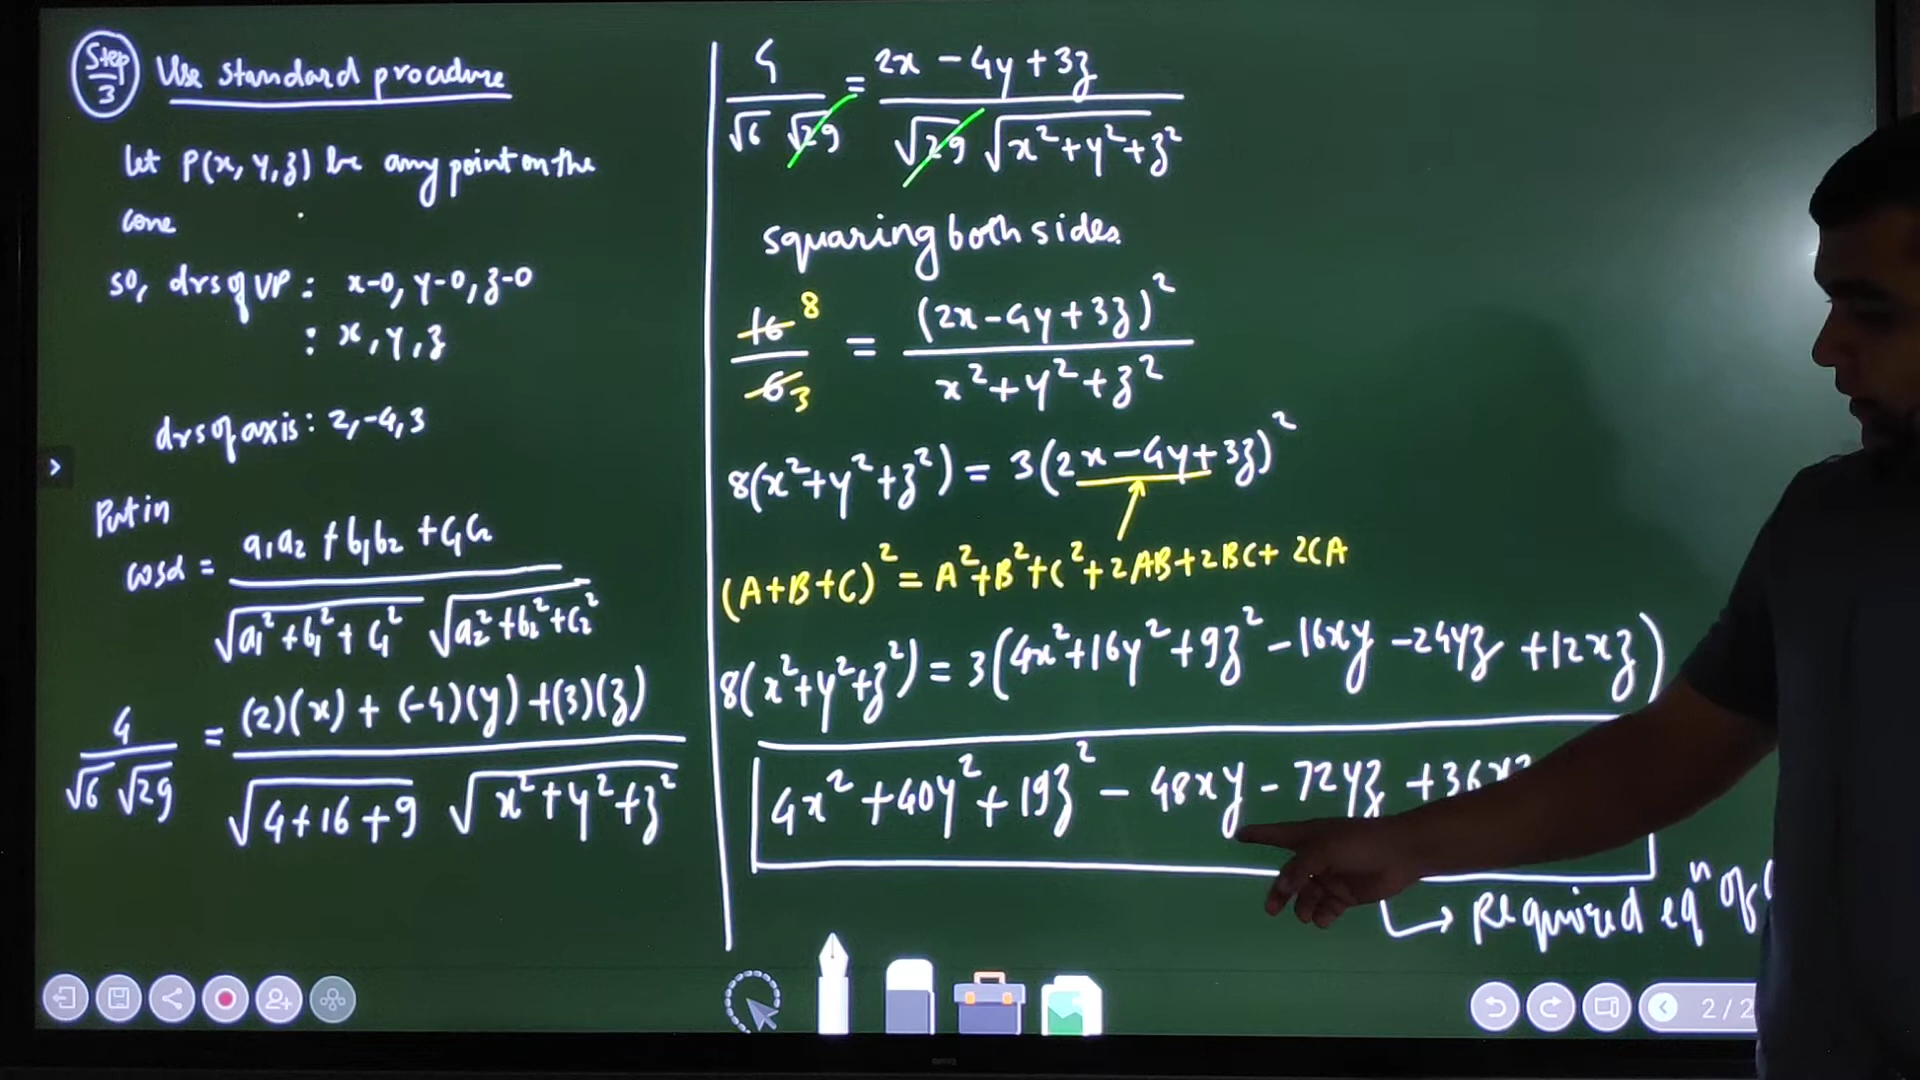 Step 3 Use standard procedure
let P(x, y, z) be any point on the
cone
so, drs of VP : x-0, y-0, z-0
: x, y, z
drs of axis : 2, -4, 3
Put in
cosα = a₁a₂ + b₁b₂ + c₁c₂ / √a₁²+b₁²+c₁² √a₂²+b₂²+c₂²
4/√6 √29 = (2)(x) + (-4)(y) + (3)(z) / √4+16+9 √x²+y²+z²
4/√6 √29 = 2x - 4y + 3z / √29 √x²+y²+z²
squaring both sides.
16 8 / 6 3 = (2x-4y+3z)² / x²+y²+z²
8(x²+y²+z²) = 3(2x-4y+3z)²
(A+B+C)² = A²+B²+C²+2AB+2BC+2CA
8(x²+y²+z²) = 3(4x²+16y²+9z²-16xy-24yz+12xz)
4x²+40y²+19z²-48xy-72yz+36xz
→ Required eqⁿ of
2/2